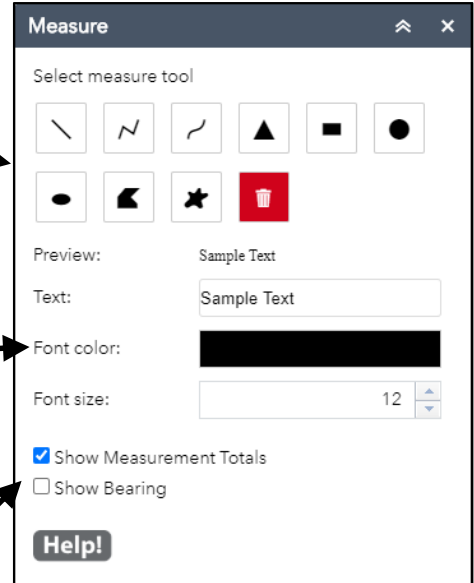 Measure
Select measure tool
Preview: Sample Text
Text: Sample Text
Font color:
Font size: 12
Show Measurement Totals
Show Bearing
Help!